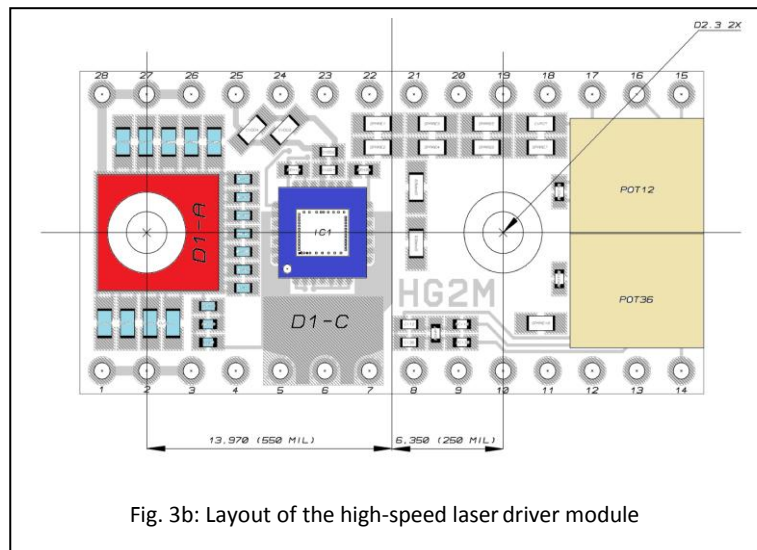 D2.3 2X
28 27 26 25 24 23 22 21 20 19 18 17 16 15
D1-A
IC1
POT12
HG2M
D1-C
POT36
1 2 3 4 5 6 7 8 9 10 11 12 13 14
13.970 (550 MIL) 6.350 (250 MIL)
Fig. 3b: Layout of the high-speed laser driver module